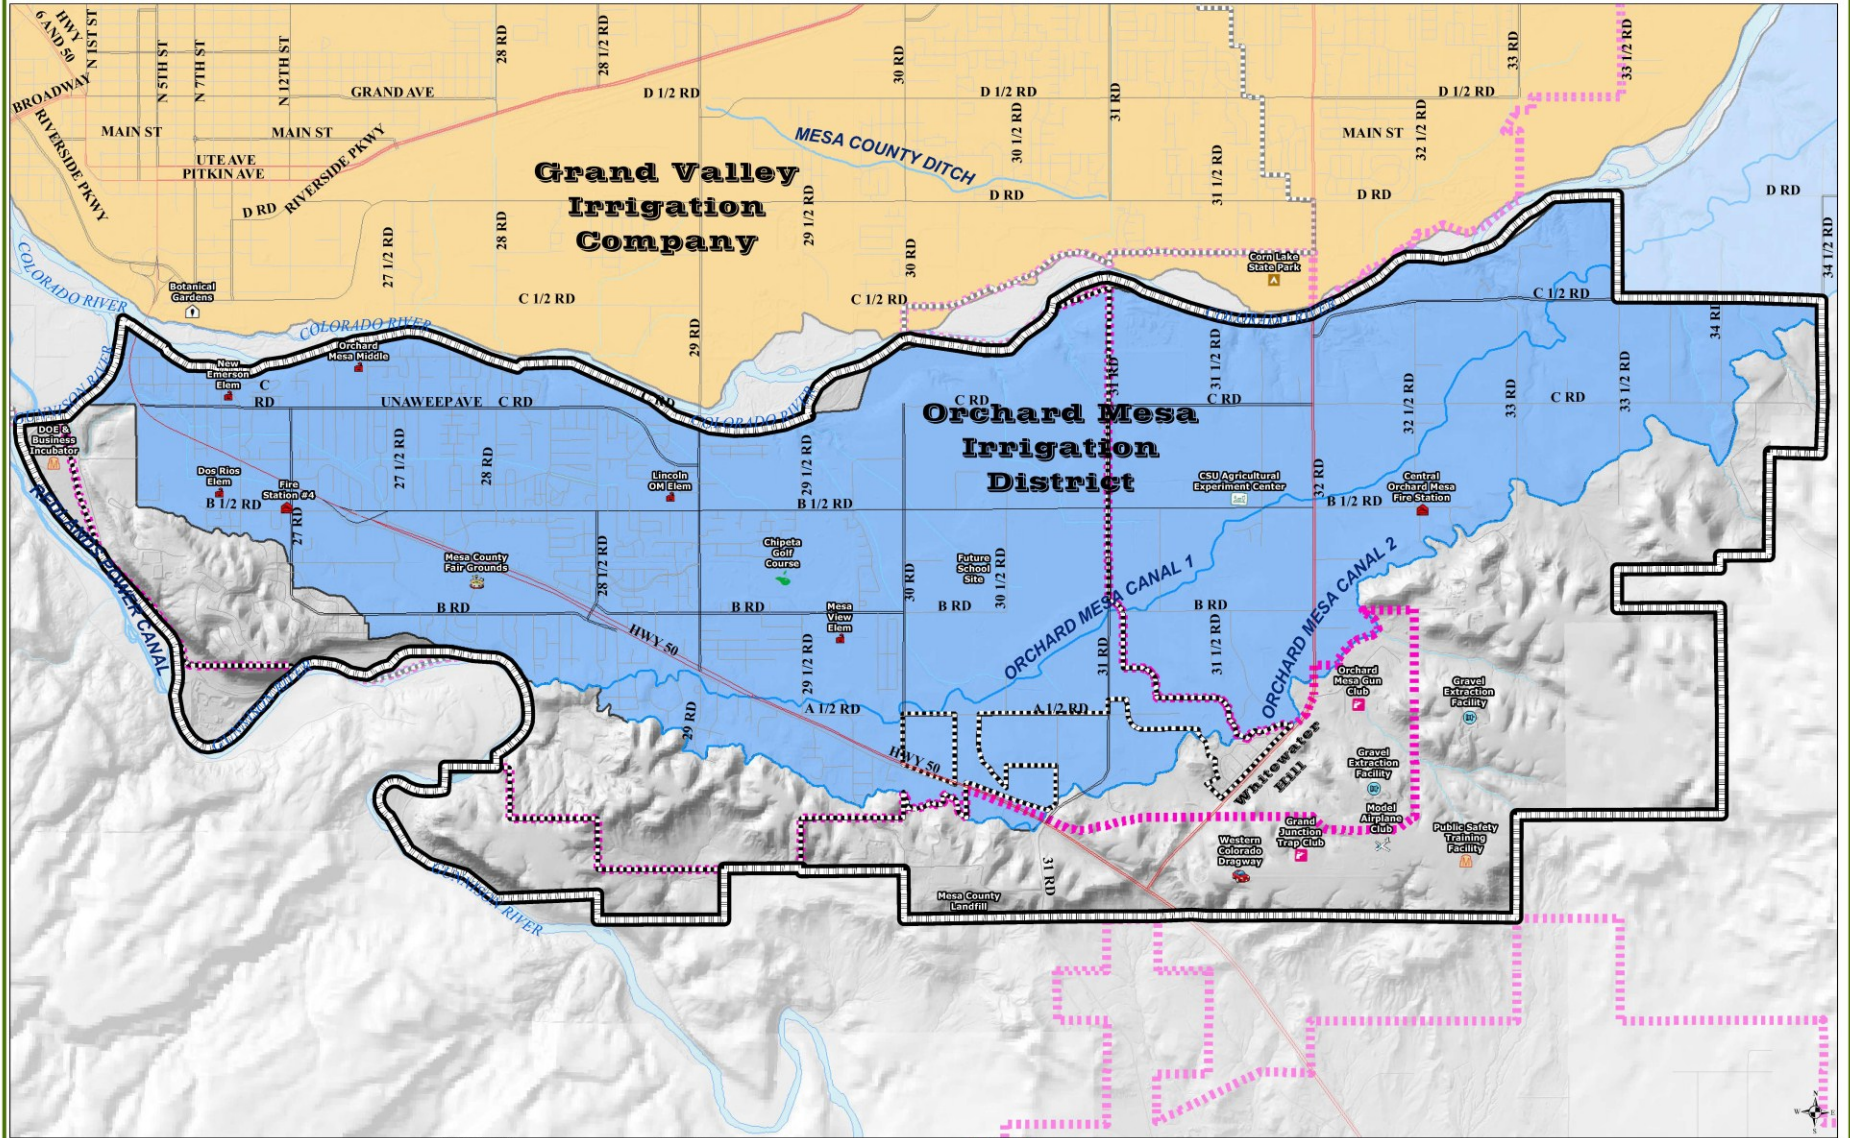 HWY
6 AND 50
N 1ST ST
N 5TH ST
N 7TH ST
N 12TH ST
28 RD
28 1/2 RD
30 RD
33 RD
33 1/2 RD
BROADWAY
GRAND AVE
D 1/2 RD
D 1/2 RD
31 RD
D 1/2 RD
RIVERSIDE PKWY
MAIN ST
MAIN ST
RIVERSIDE PKWY
MESA COUNTY DITCH
30 1/2 RD
MAIN ST
32 1/2 RD
UTE AVE
PITKIN AVE
Grand Valley
Irrigation
Company
31 1/2 RD
D RD
D RD
D RD
D RD
28 RD
29 1/2 RD
27 1/2 RD
30 RD
34 1/2 RD
COLORADO RIVER
Botanical
Gardens
C 1/2 RD
C 1/2 RD
Corn Lake
State Park
C 1/2 RD
COLORADO RIVER
COLORADO RIVER
29 RD
Orchard
Mesa Middle
New
Emerson
Elem
C
RD
GUNNISON RIVER
31 RD
31 1/2 RD
32 1/2 RD
33 RD
33 1/2 RD
UNAWEEP AVE
C RD
C RD
COLORADO RIVER
C RD
C RD
C RD
Orchard Mesa
Irrigation
District
DOE &
Business
Incubator
Dos Rios
Elem
Fire
Station #4
B 1/2 RD
27 RD
27 1/2 RD
28 RD
Lincoln
OM Elem
29 1/2 RD
B 1/2 RD
CSU Agricultural
Experiment Center
32 RD
B 1/2 RD
Central
Orchard Mesa
Fire Station
REDLANDS POWER CANAL
Mesa County
Fair Grounds
28 1/2 RD
Chipeta
Golf
Course
30 RD
Future
School
Site
30 1/2 RD
ORCHARD MESA CANAL 1
ORCHARD MESA CANAL 2
B RD
B RD
B RD
B RD
Mesa
View
Elem
HWY 50
29 1/2 RD
31 RD
31 1/2 RD
GUNNISON RIVER
29 RD
A 1/2 RD
A 1/2 RD
HWY 50
Orchard
Mesa Gun
Club
Gravel
Extraction
Facility
Whitewater
Hill
Gravel
Extraction
Facility
Model
Airplane
Club
Grand
Junction
Trap Club
Public Safety
Training
Facility
Western
Colorado
Dragway
31 RD
Mesa County
Landfill
GUNNISON RIVER
N
W
E
S